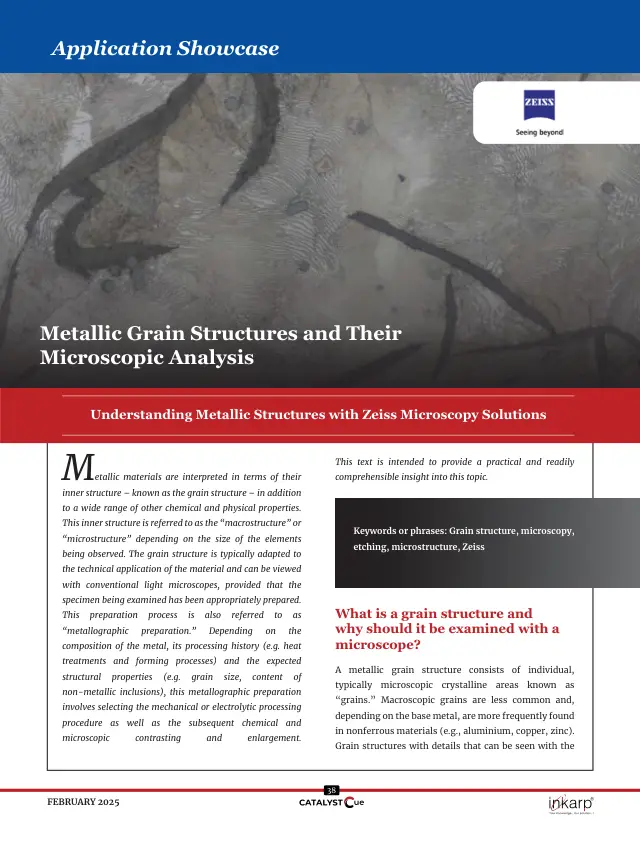 Application Showcase
ZEISS
Seeing beyond
Metallic Grain Structures and Their
Microscopic Analysis
Understanding Metallic Structures with Zeiss Microscopy Solutions
Metallic materials are interpreted in terms of their
inner structure – known as the grain structure – in addition
to a wide range of other chemical and physical properties.
This inner structure is referred to as the “macrostructure” or
“microstructure” depending on the size of the elements
being observed. The grain structure is typically adapted to
the technical application of the material and can be viewed
with conventional light microscopes, provided that the
specimen being examined has been appropriately prepared.
This preparation process is also referred to as
“metallographic preparation.” Depending on the
composition of the metal, its processing history (e.g. heat
treatments and forming processes) and the expected
structural properties (e.g. grain size, content of
non-metallic inclusions), this metallographic preparation
involves selecting the mechanical or electrolytic processing
procedure as well as the subsequent chemical and
microscopic contrasting and enlargement.
This text is intended to provide a practical and readily
comprehensible insight into this topic.
Keywords or phrases: Grain structure, microscopy,
etching, microstructure, Zeiss
What is a grain structure and
why should it be examined with a
microscope?
A metallic grain structure consists of individual,
typically microscopic crystalline areas known as
“grains.” Macroscopic grains are less common and,
depending on the base metal, are more frequently found
in nonferrous materials (e.g., aluminium, copper, zinc).
Grain structures with details that can be seen with the
FEBRUARY 2025
38
CATALYST Cue
inkarp®